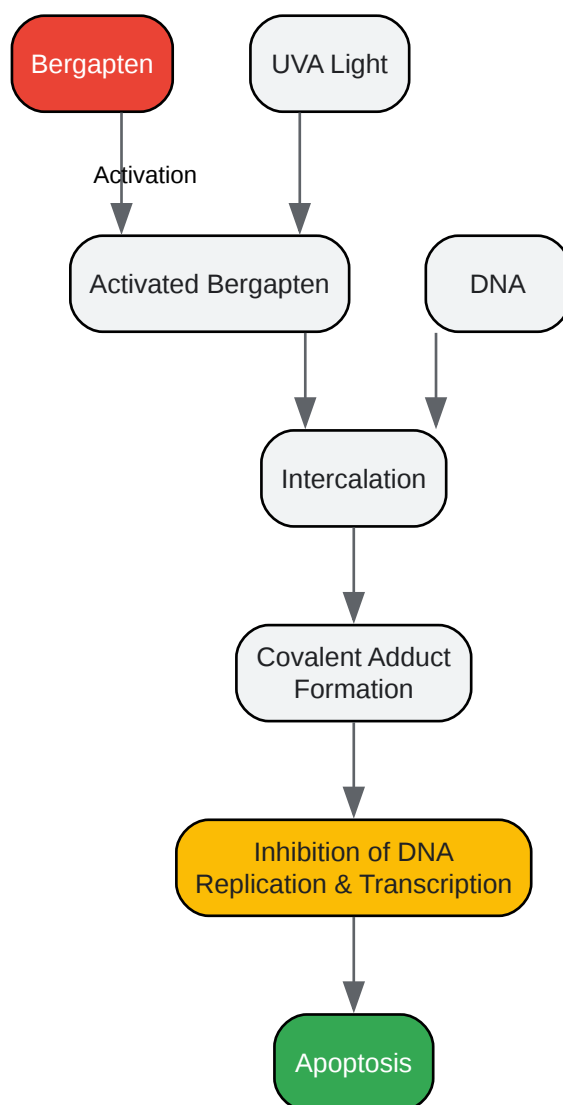 Bergapten
UVA Light
Activation
Activated Bergapten
DNA
Intercalation
Covalent Adduct
Formation
Inhibition of DNA
Replication & Transcription
Apoptosis